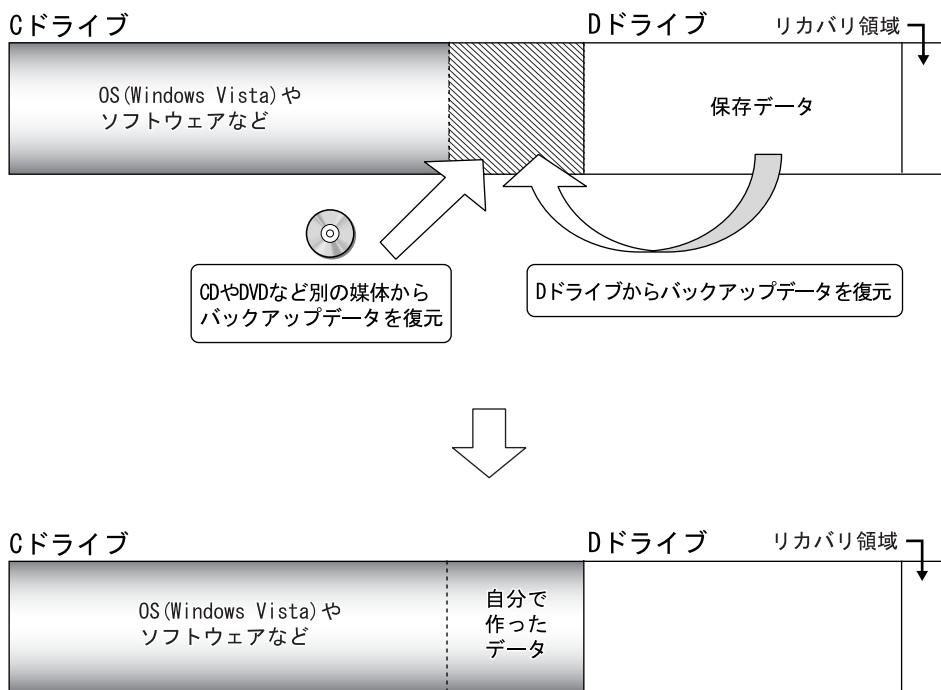 Cドライブ
Dドライブ
リカバリ領域
OS(Windows Vista)や
ソフトウェアなど
保存データ
CDやDVDなど別の媒体から
バックアップデータを復元
Dドライブからバックアップデータを復元
Cドライブ
Dドライブ
リカバリ領域
OS(Windows Vista)や
ソフトウェアなど
自分で
作った
データ